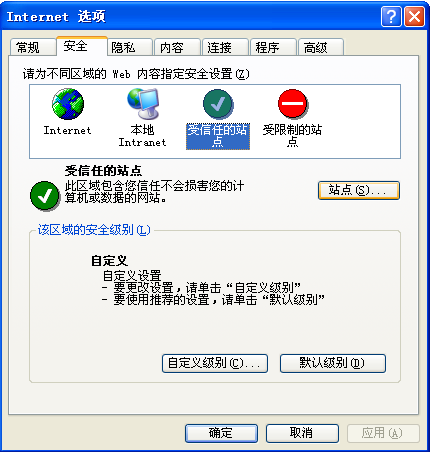 Internet 选项
常规 安全 隐私 内容 连接 程序 高级
请为不同区域的 Web 内容指定安全设置(Z)
Internet
本地
Intranet
受信任的站
点
受限制的站
点
受信任的站点
此区域包含您信任不会损害您的计
算机或数据的网站。
站点(S)...
该区域的安全级别(L)
自定义
自定义设置
- 要更改设置，请单击“自定义级别”
- 要使用推荐的设置，请单击“默认级别”
自定义级别(C)... 默认级别(D)
确定 取消 应用(A)